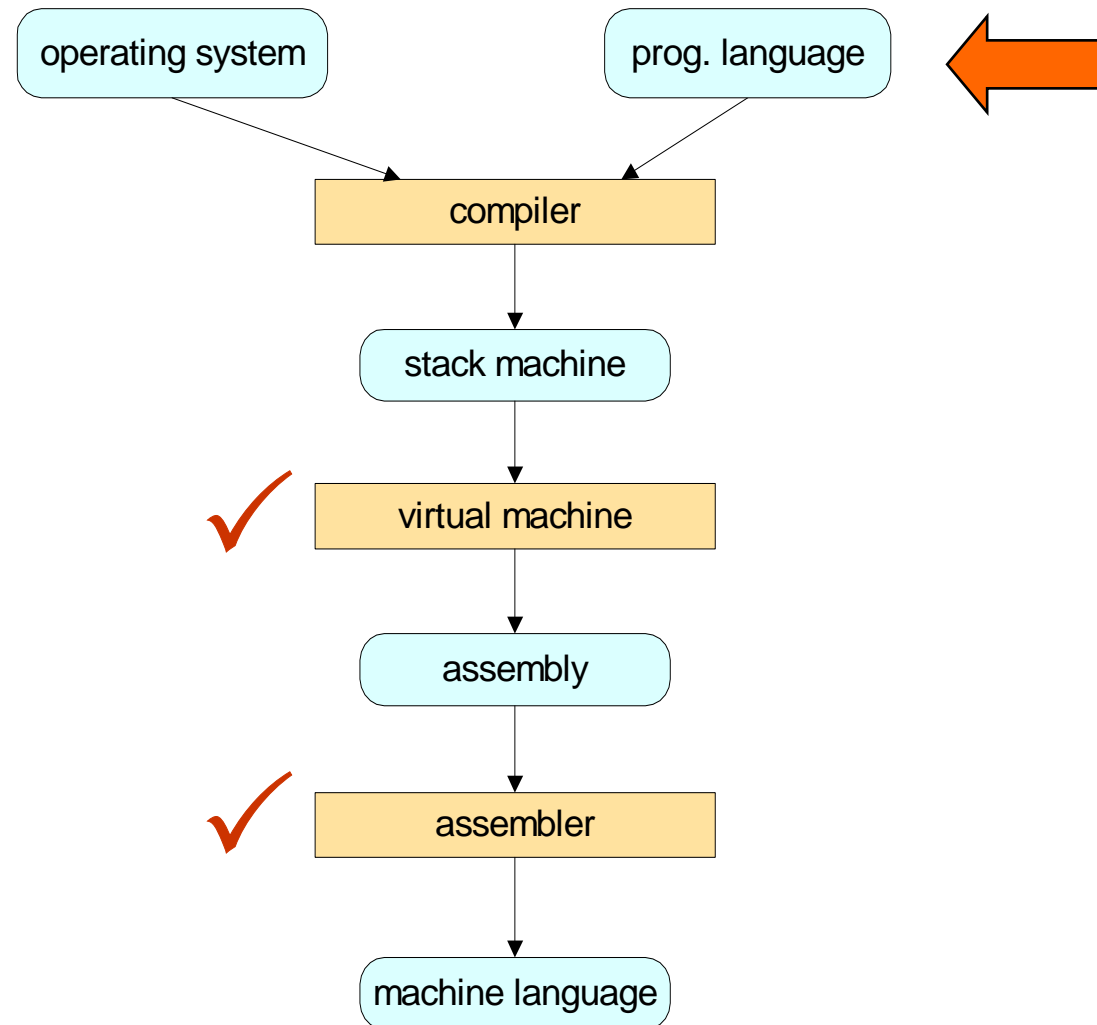 operating system
prog. language
compiler
stack machine
virtual machine
assembly
assembler
machine language